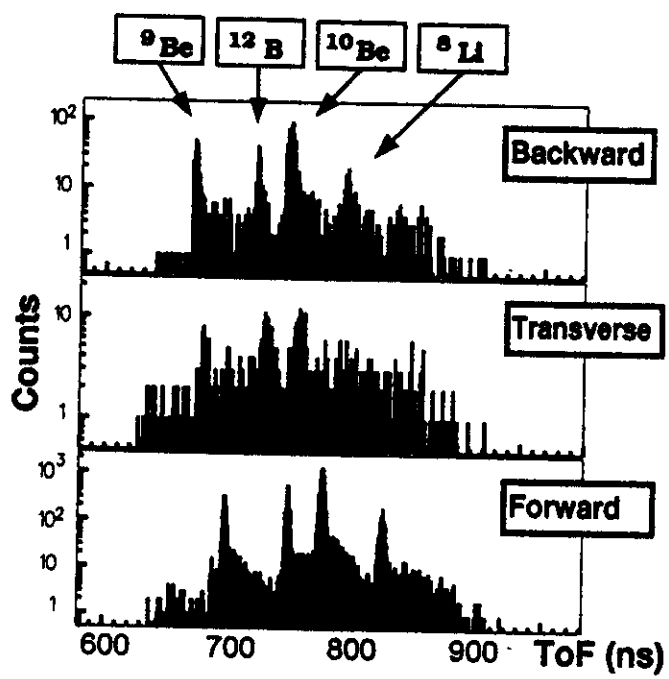 ⁹Be ¹²B ¹⁰Be ⁸Li
10²
10
1
Backward
10
1
Transverse
10³
10²
10
1
Forward
Counts
600 700 800 900 ToF (ns)